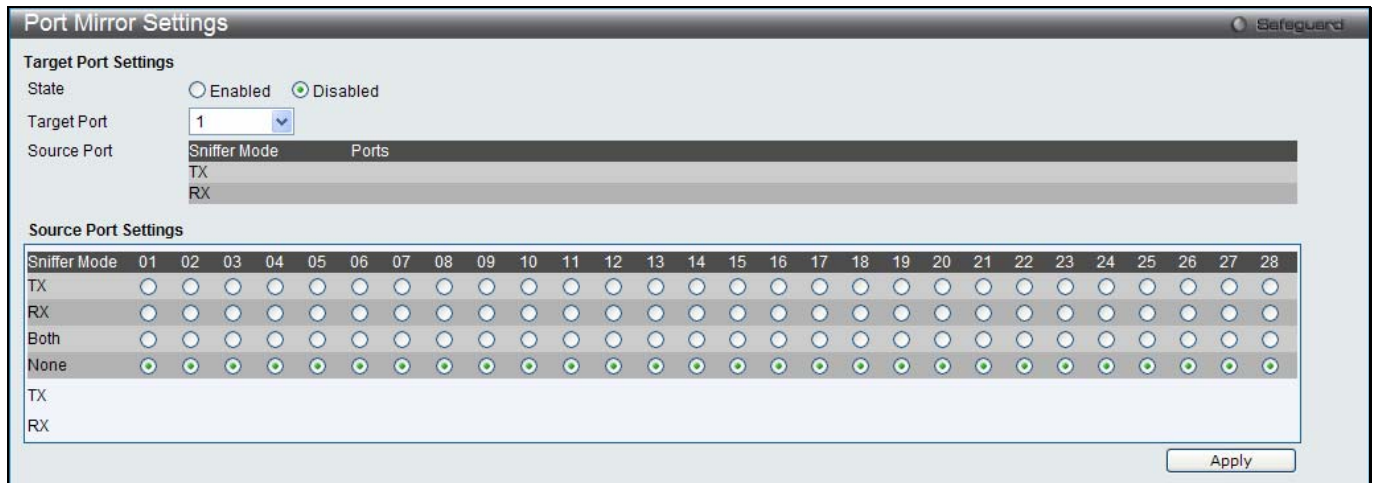 Port Mirror Settings Safeguard
Target Port Settings
State Enabled Disabled
Target Port 1
Source Port Sniffer Mode Ports
TX
RX
Source Port Settings
Sniffer Mode 01 02 03 04 05 06 07 08 09 10 11 12 13 14 15 16 17 18 19 20 21 22 23 24 25 26 27 28
TX
RX
Both
None
TX
RX
Apply